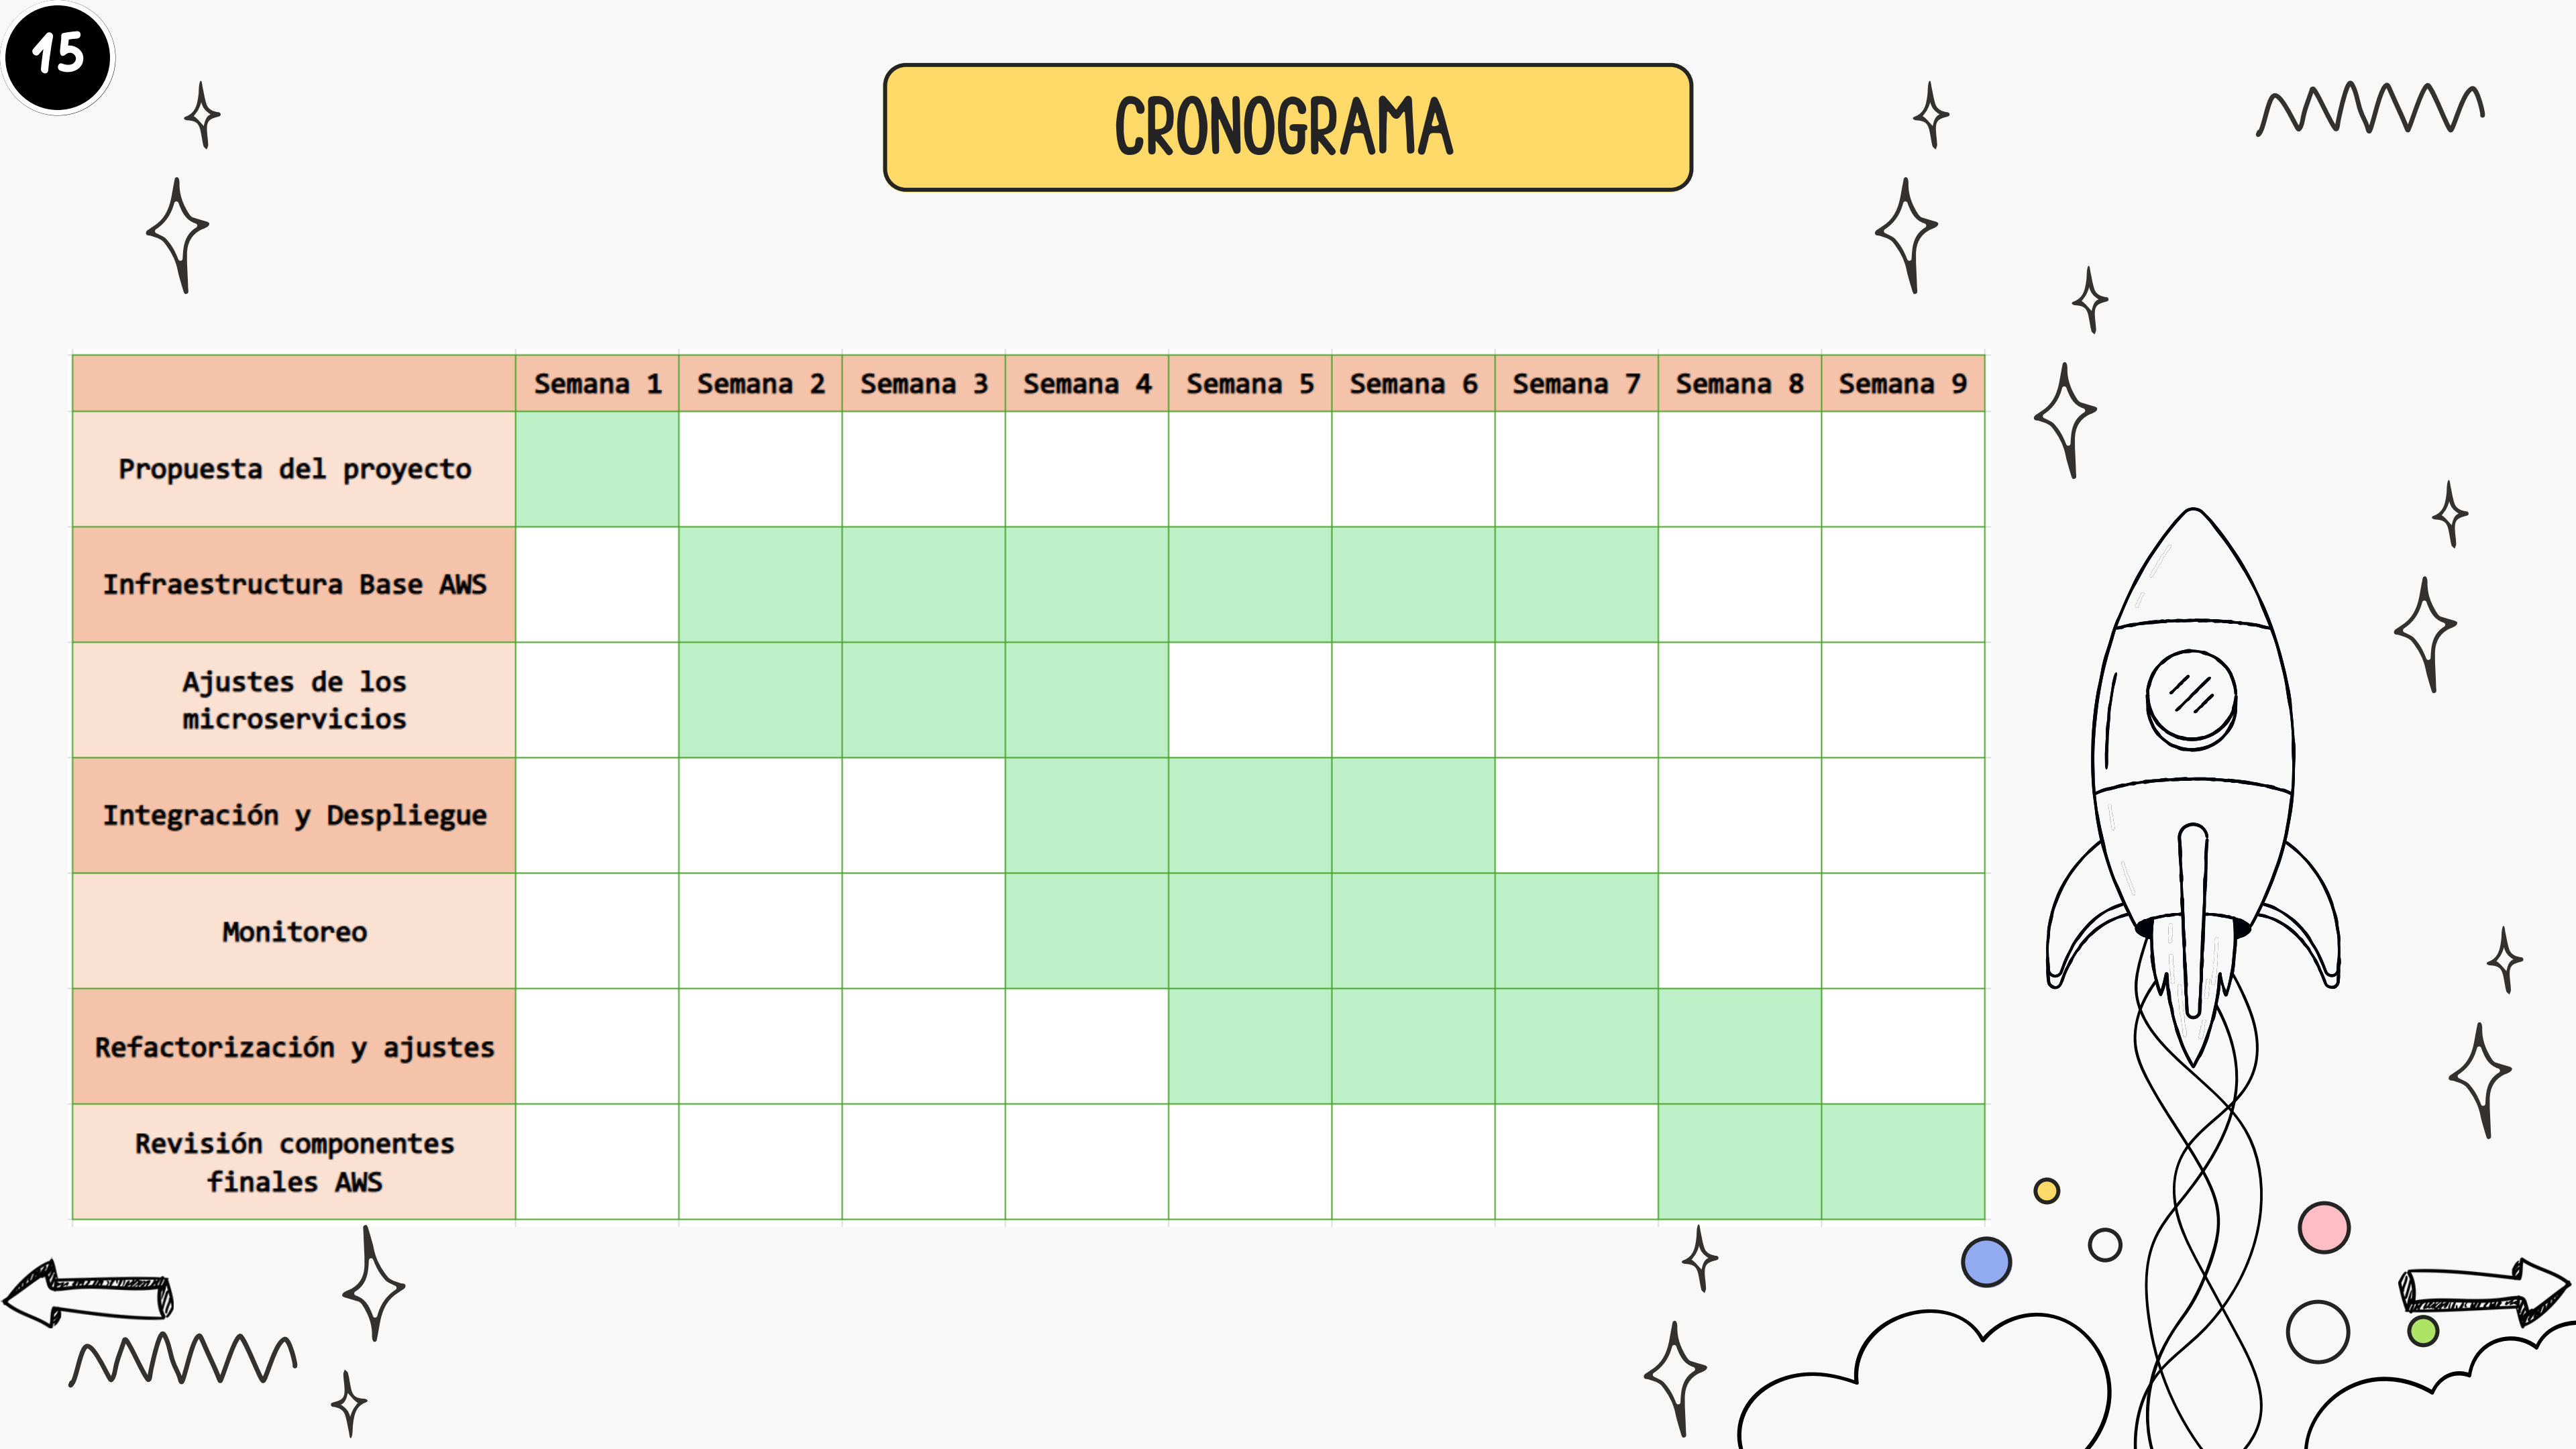 15
CRONOGRAMA
Semana 1 Semana 2 Semana 3 Semana 4 Semana 5 Semana 6 Semana 7 Semana 8 Semana 9
Propuesta del proyecto
Infraestructura Base AWS
Ajustes de los
microservicios
Integración y Despliegue
Monitoreo
Refactorización y ajustes
Revisión componentes
finales AWS